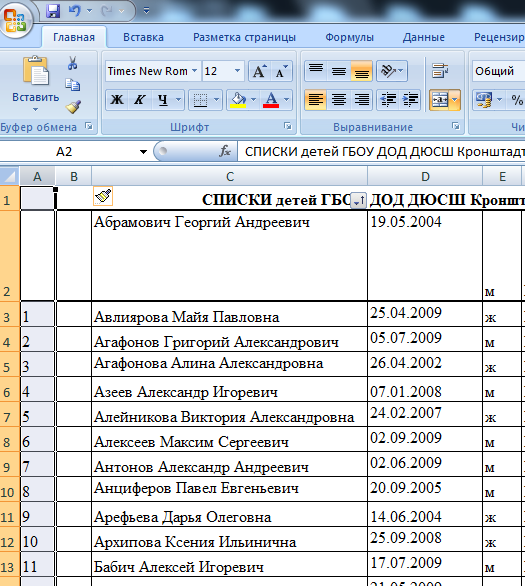 Главная Вставка Разметка страницы Формулы Данные Рецензир
Вставить
Times New Rom 12 A A Общий
Ж К Ч A %
Буфер обмена Шрифт Выравнивание Чи
A2 fx СПИСКИ детей ГБОУ ДОД ДЮСШ Кронштадт
A B C D E
1 СПИСКИ детей ГБО ДОД ДЮСШ Кроншт
2 Абрамович Георгий Андреевич 19.05.2004 м
3 1 Авлиярова Майя Павловна 25.04.2009 ж
4 2 Агафонов Григорий Александрович 05.07.2009 м
5 3 Агафонова Алина Александровна 26.04.2002 ж
6 4 Азеев Александр Игоревич 07.01.2008 м
7 5 Алейникова Виктория Александровна 24.02.2007 ж
8 6 Алексеев Максим Сергеевич 02.09.2009 м
9 7 Антонов Александр Андреевич 02.06.2009 м
10 8 Анциферов Павел Евгеньевич 20.09.2005 м
11 9 Арефьева Дарья Олеговна 14.06.2004 ж
12 10 Архипова Ксения Ильинична 25.09.2008 ж
13 11 Бабич Алексей Игоревич 17.07.2009 м